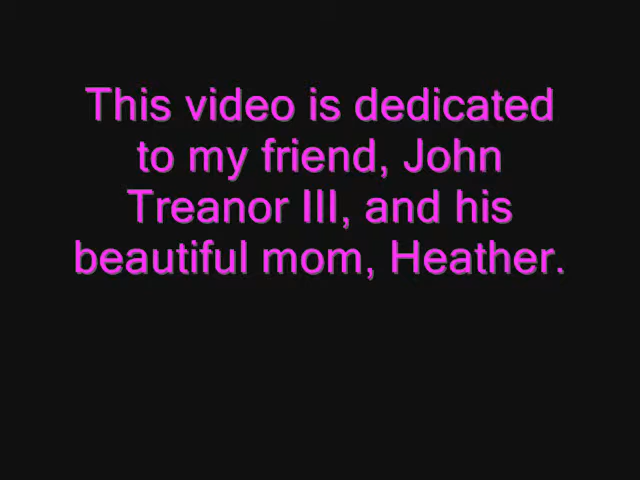 This video is dedicated
to my friend, John
Treanor III, and his
beautiful mom, Heather.